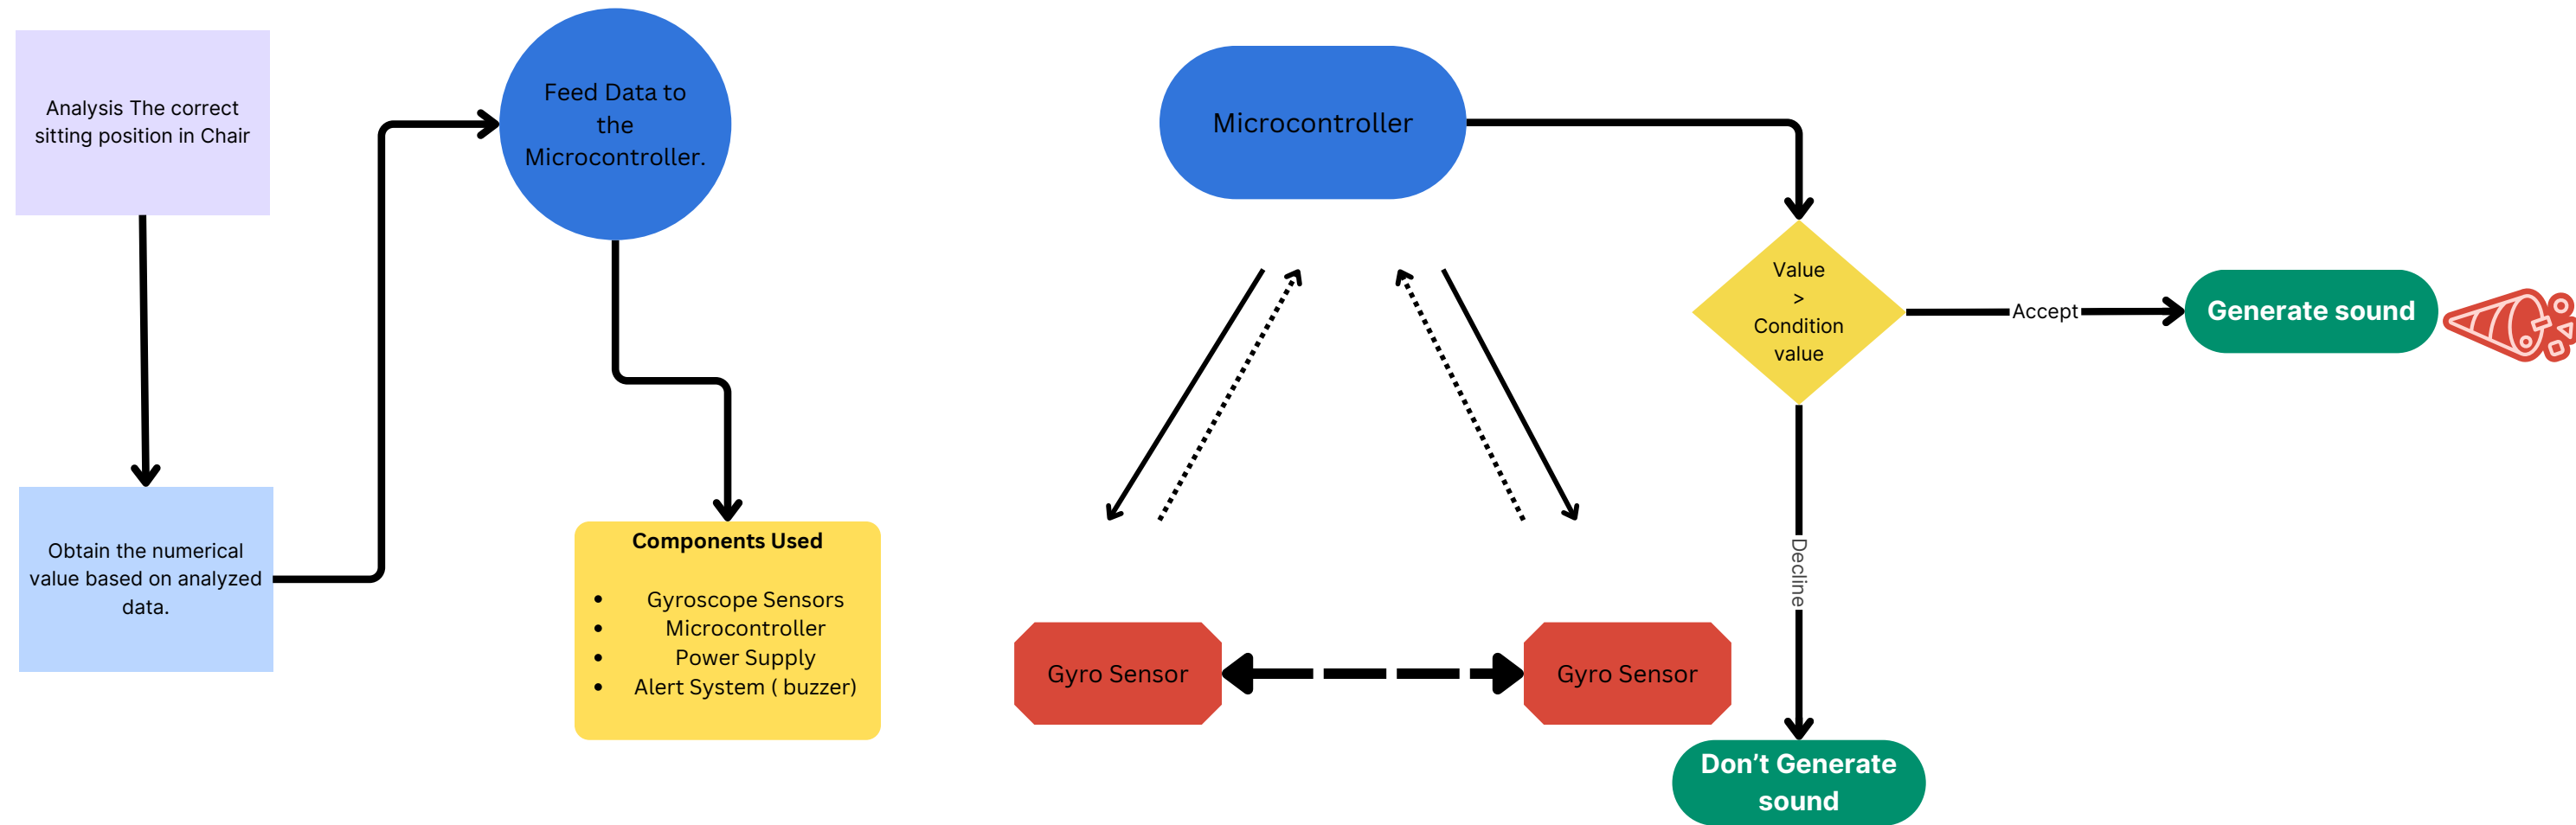 Analysis The correct
sitting position in Chair
Obtain the numerical
value based on analyzed
data.
Feed Data to
the
Microcontroller.
Components Used
• Gyroscope Sensors
• Microcontroller
• Power Supply
• Alert System ( buzzer)
Microcontroller
Gyro Sensor
Gyro Sensor
Value
>
Condition
value
Accept
Generate sound
Decline
Don’t Generate
sound